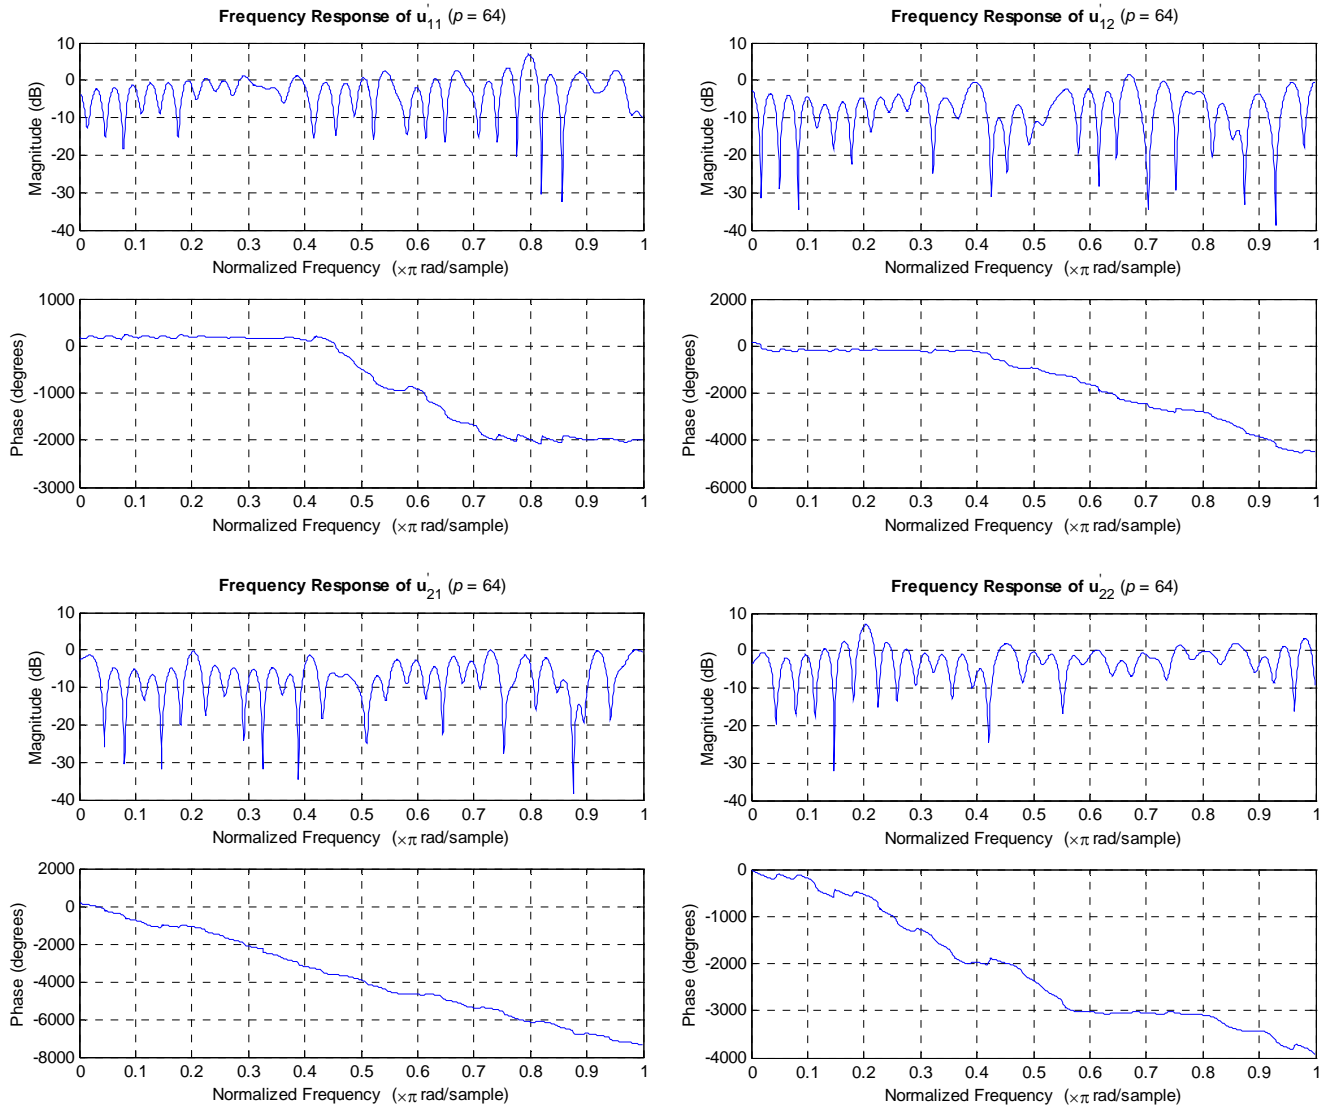 Frequency Response of u'11 (p = 64)
10
0
-10
-20
-30
-40
Magnitude (dB)
0 0.1 0.2 0.3 0.4 0.5 0.6 0.7 0.8 0.9 1
Normalized Frequency (×π rad/sample)
1000
0
-1000
-2000
-3000
Phase (degrees)
0 0.1 0.2 0.3 0.4 0.5 0.6 0.7 0.8 0.9 1
Normalized Frequency (×π rad/sample)
Frequency Response of u'12 (p = 64)
10
0
-10
-20
-30
-40
Magnitude (dB)
0 0.1 0.2 0.3 0.4 0.5 0.6 0.7 0.8 0.9 1
Normalized Frequency (×π rad/sample)
2000
0
-2000
-4000
-6000
Phase (degrees)
0 0.1 0.2 0.3 0.4 0.5 0.6 0.7 0.8 0.9 1
Normalized Frequency (×π rad/sample)
Frequency Response of u'21 (p = 64)
10
0
-10
-20
-30
-40
Magnitude (dB)
0 0.1 0.2 0.3 0.4 0.5 0.6 0.7 0.8 0.9 1
Normalized Frequency (×π rad/sample)
2000
0
-2000
-4000
-6000
-8000
Phase (degrees)
0 0.1 0.2 0.3 0.4 0.5 0.6 0.7 0.8 0.9 1
Normalized Frequency (×π rad/sample)
Frequency Response of u'22 (p = 64)
10
0
-10
-20
-30
-40
Magnitude (dB)
0 0.1 0.2 0.3 0.4 0.5 0.6 0.7 0.8 0.9 1
Normalized Frequency (×π rad/sample)
0
-1000
-2000
-3000
-4000
Phase (degrees)
0 0.1 0.2 0.3 0.4 0.5 0.6 0.7 0.8 0.9 1
Normalized Frequency (×π rad/sample)